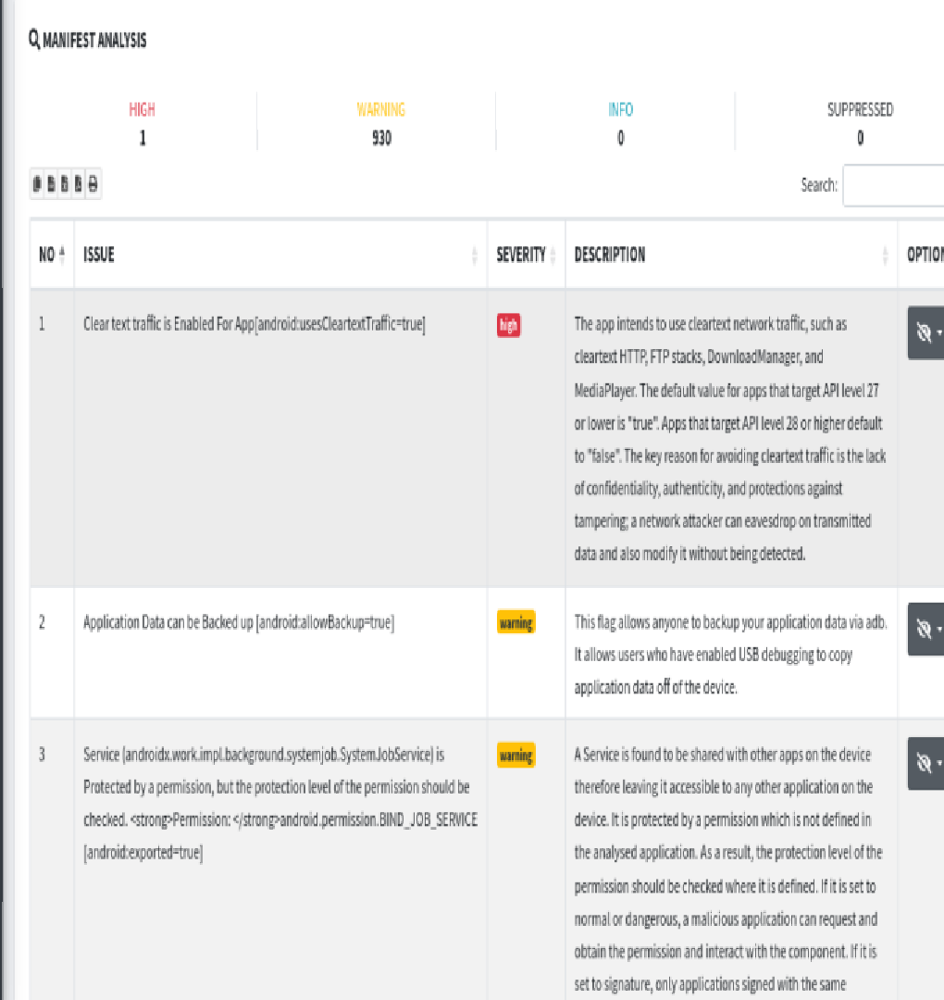 MANIFEST ANALYSIS
HIGH
1
WARNING
930
INFO
0
SUPPRESSED
0
Search:
NO
ISSUE
SEVERITY
DESCRIPTION
OPTION
1
Clear text traffic is Enabled For App[android:usesCleartextTraffic=true]
high
The app intends to use cleartext network traffic, such as
cleartext HTTP, FTP stacks, DownloadManager, and
MediaPlayer. The default value for apps that target API level 27
or lower is "true". Apps that target API level 28 or higher default
to "false". The key reason for avoiding cleartext traffic is the lack
of confidentiality, authenticity, and protections against
tampering; a network attacker can eavesdrop on transmitted
data and also modify it without being detected.
2
Application Data can be Backed up [android:allowBackup=true]
warning
This flag allows anyone to backup your application data via adb.
It allows users who have enabled USB debugging to copy
application data off of the device.
3
Service (androidx.work.impl.background.systemjob.SystemJobService) is
Protected by a permission, but the protection level of the permission should be
checked. <strong>Permission: </strong>android.permission.BIND_JOB_SERVICE
[android:exported=true]
warning
A Service is found to be shared with other apps on the device
therefore leaving it accessible to any other application on the
device. It is protected by a permission which is not defined in
the analysed application. As a result, the protection level of the
permission should be checked where it is defined. If it is set to
normal or dangerous, a malicious application can request and
obtain the permission and interact with the component. If it is
set to signature, only applications signed with the same